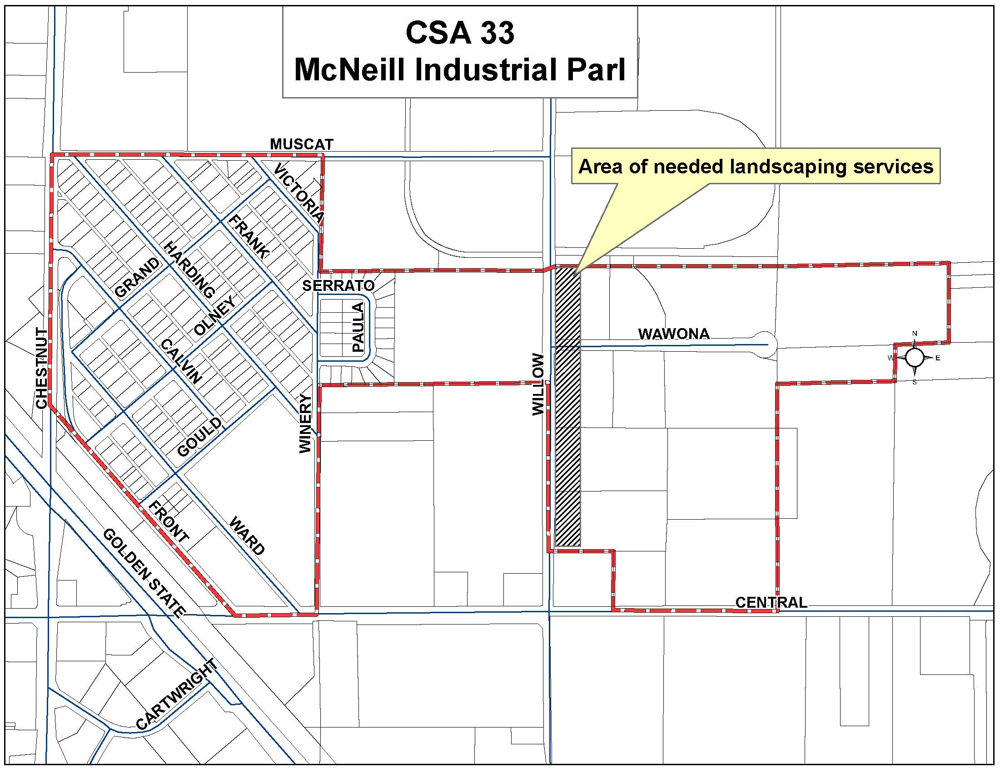 CSA 33
McNeill Industrial Parl
MUSCAT
Area of needed landscaping services
VICTORIA
FRANK
HARDING
GRAND
SERRATO
OLNEY
PAULA
WAWONA
N
W
E
S
CHESTNUT
CALVIN
WILLOW
WINERY
GOULD
FRONT
WARD
GOLDEN STATE
CENTRAL
CARTWRIGHT